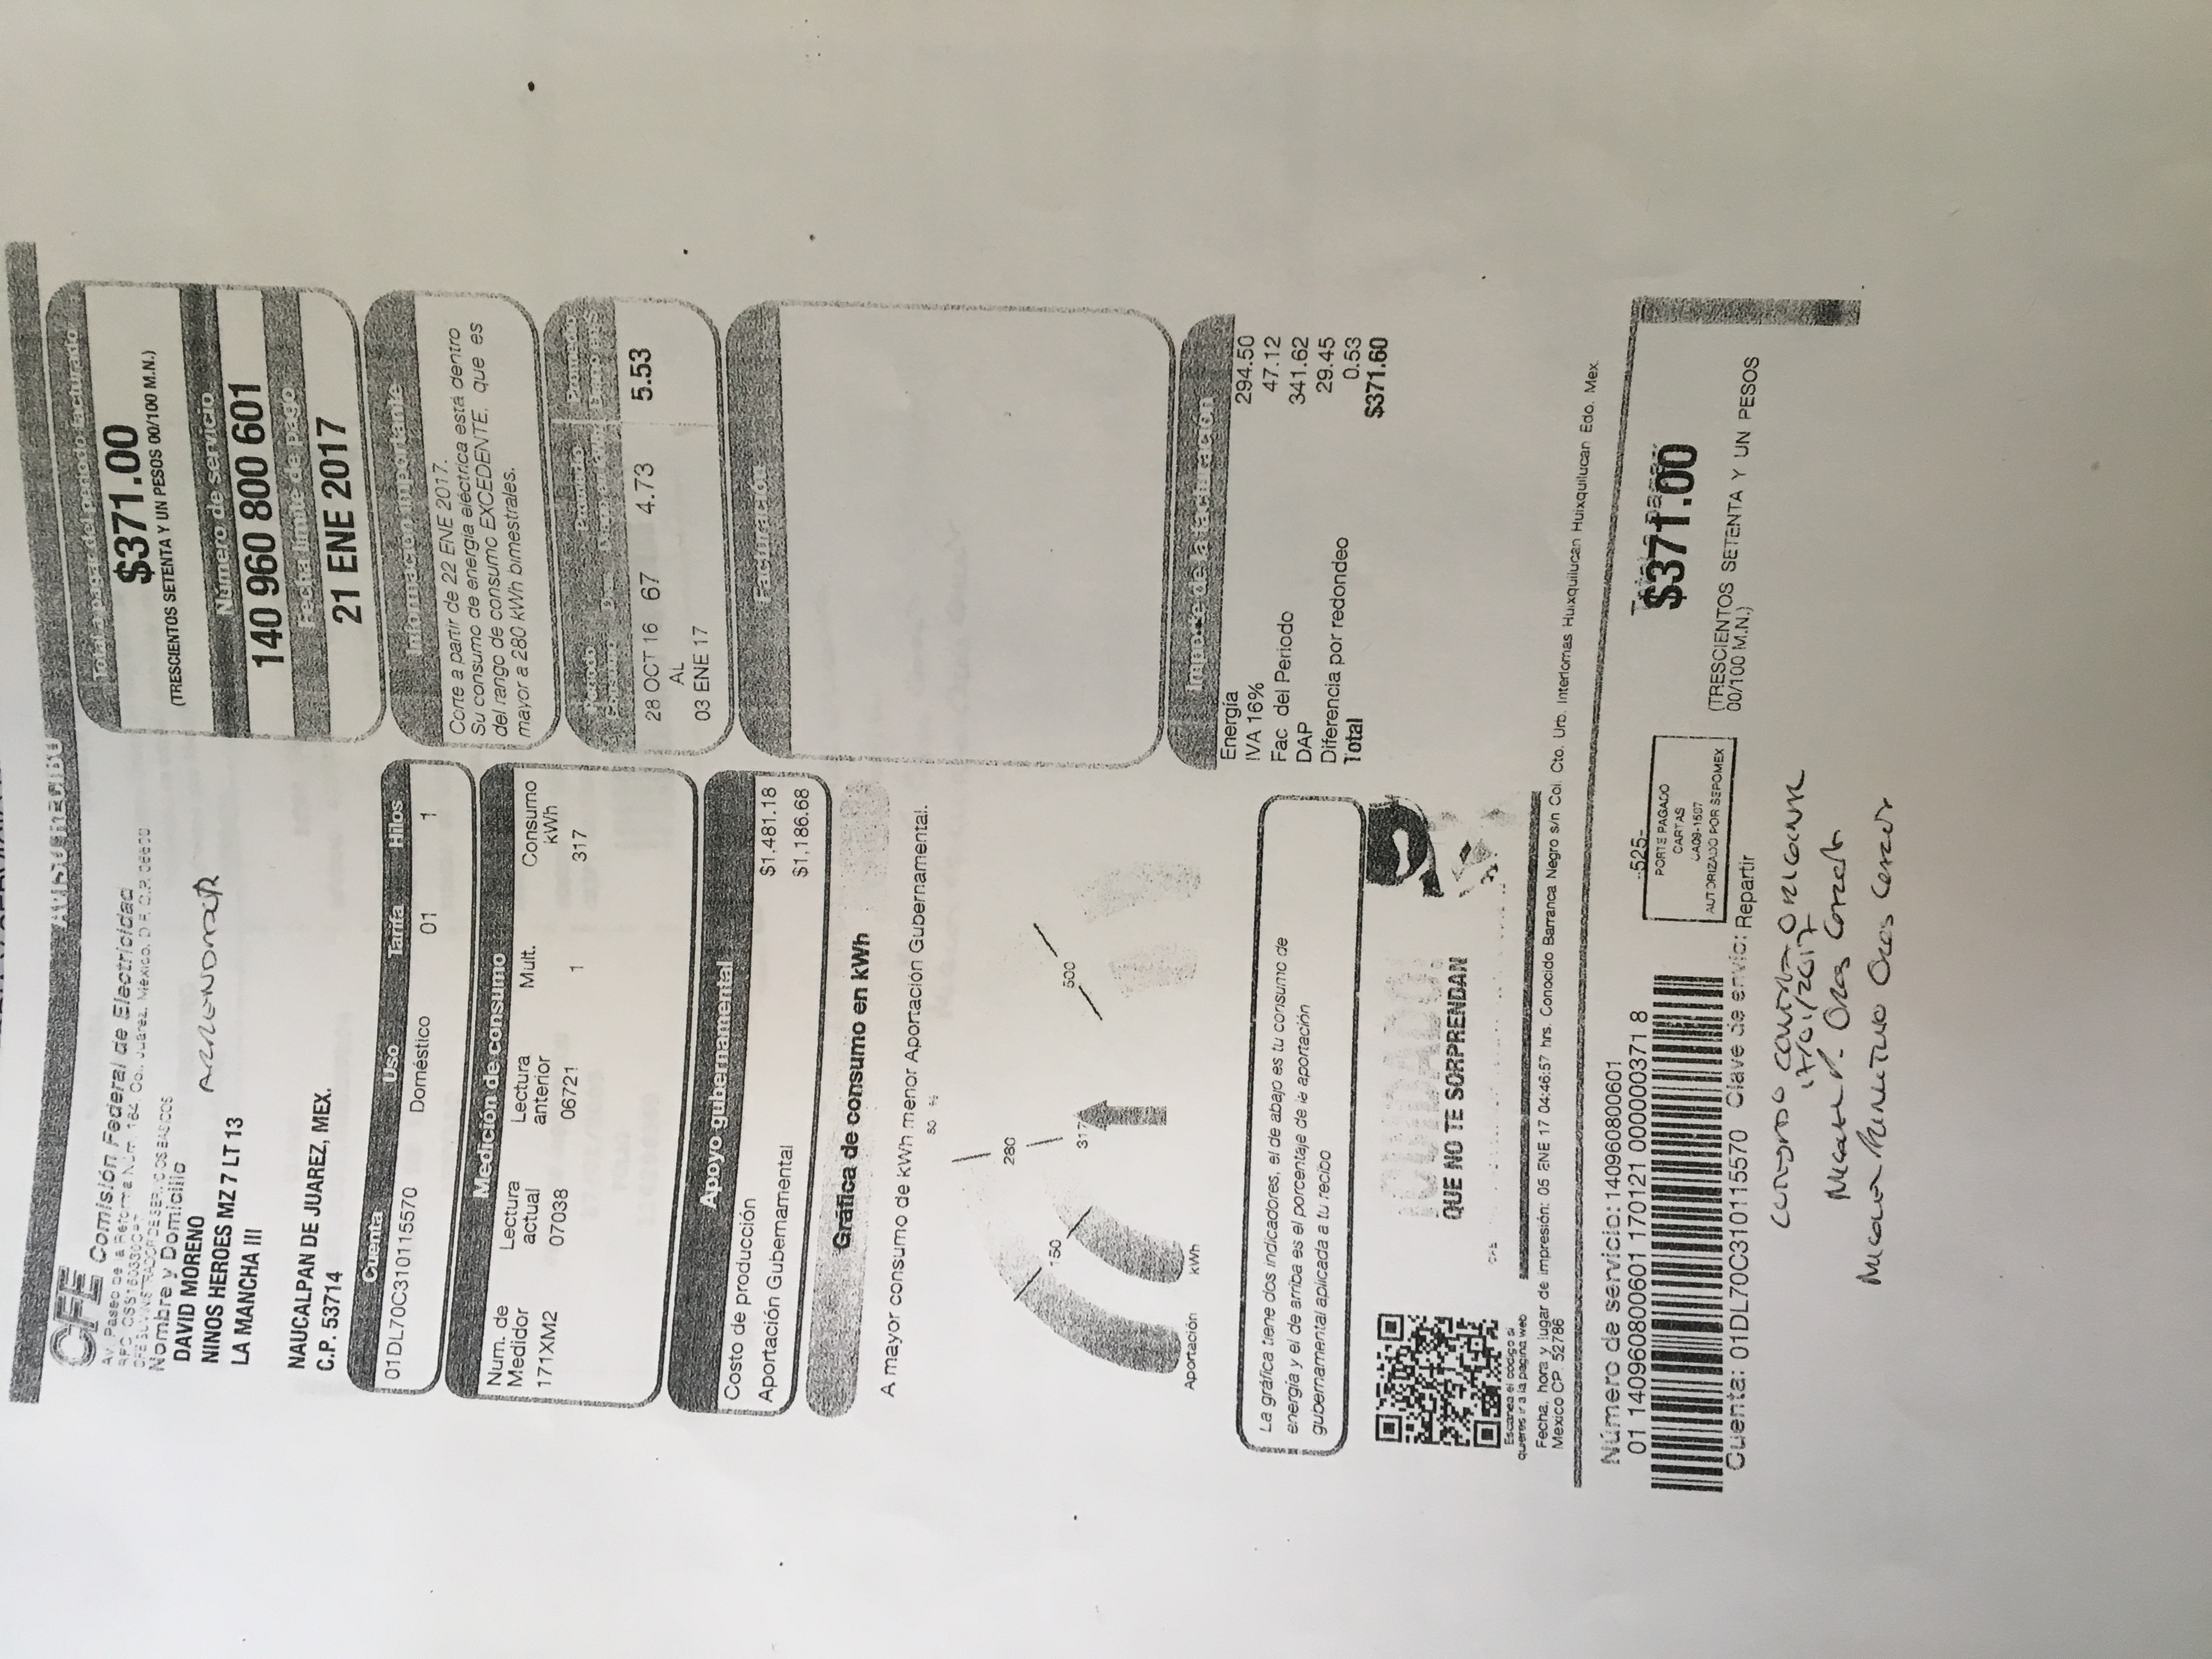 AVISO RECIBO
CFE Comisión Federal de Electricidad
Av. Paseo de la Reforma Núm. 164, Col. Juárez, México, D.F. C.P. 06600
CFE SUMINISTRADOR DE SERVICIOS BASICOS
Nombre y Domicilio
DAVID MORENO
ARRENDADOR
NINOS HEROES MZ 7 LT 13
LA MANCHA III
NAUCALPAN DE JUAREZ, MEX.
C.P. 53714
Total a pagar del periodo facturado
$371.00
(TRESCIENTOS SETENTA Y UN PESOS 00/100 M.N.)
Número de servicio
140 960 800 601
Fecha límite de pago
21 ENE 2017
Cuenta Uso Tarifa Hilos
01DL70C310115570 Doméstico 01 1
Información importante
Corte a partir de 22 ENE 2017.
Su consumo de energía eléctrica está dentro
del rango de consumo EXCEDENTE, que es
mayor a 280 kWh bimestrales.
Medición de consumo
Num. de Medidor Lectura actual Lectura anterior Mult. Consumo kWh
171XM2 07038 06721 1 317
Periodo Consumo Días Promedio Diario en kWh Promedio Diario en $
28 OCT 16 67 4.73 5.53
AL
03 ENE 17
Apoyo gubernamental
Costo de producción $1,481.18
Aportación Gubernamental $1,186.68
Facturación
Gráfica de consumo en kWh
A mayor consumo de kWh menor Aportación Gubernamental.
80 %
280
150
317
500
Aportación kWh
La gráfica tiene dos indicadores, el de abajo es tu consumo de
energía y el de arriba es el porcentaje de la aportación
gubernamental aplicada a tu recibo
Importe de la facturación
Energía 294.50
IVA 16% 47.12
Fac del Periodo 341.62
DAP 29.45
Diferencia por redondeo 0.53
Total $371.60
¡CUIDADO!
QUE NO TE SORPRENDAN
CFE
Escanea el código si
quieres ir a la pagina web
Fecha, hora y lugar de impresión: 05 ENE 17 04:46:57 hrs. Conocido Barranca Negro s/n Col. Cto. Urb. Interlomas Huixquilucan Huixquilucan Edo. Mex.
Mexico CP. 52786
Número de servicio: 140960800601
01 140960800601 170121 000000371 8
-525-
PORTE PAGADO
CARTAS
CA09-1507
AUTORIZADO POR SEPOMEX
Total a pagar
$371.00
(TRESCIENTOS SETENTA Y UN PESOS
00/100 M.N.)
Cuenta: 01DL70C310115570 Clave de envío: Repartir
COTEJADO CONTRA ORIGINAL
17/01/2017